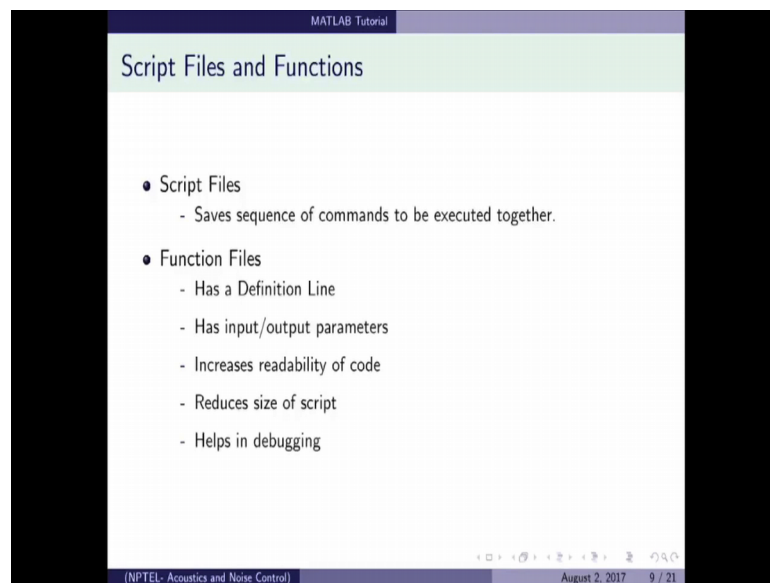 MATLAB Tutorial
Script Files and Functions
Script Files
- Saves sequence of commands to be executed together.
Function Files
- Has a Definition Line
- Has input/output parameters
- Increases readability of code
- Reduces size of script
- Helps in debugging
(NPTEL- Acoustics and Noise Control) August 2, 2017 9 / 21